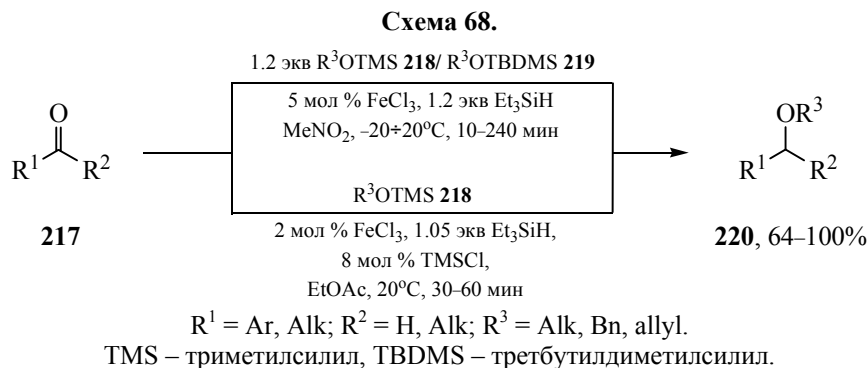 Схема 68.
1.2 экв R³OTMS 218/ R³OTBDMS 219
5 мол % FeCl₃, 1.2 экв Et₃SiH
MeNO₂, –20÷20°C, 10–240 мин
O
R¹ R²
217
R³OTMS 218
2 мол % FeCl₃, 1.05 экв Et₃SiH,
8 мол % TMSCl,
EtOAc, 20°C, 30–60 мин
OR³
R¹ R²
220, 64–100%
R¹ = Ar, Alk; R² = H, Alk; R³ = Alk, Bn, allyl.
TMS – триметилсилил, TBDMS – третбутилдиметилсилил.